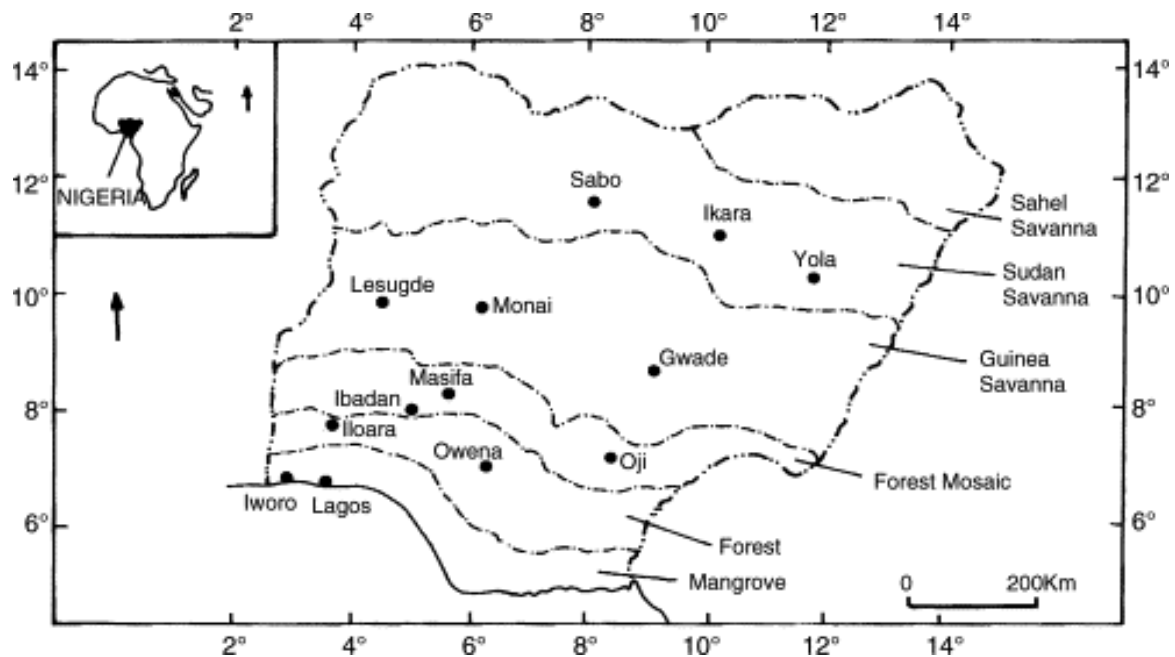 2° 4° 6° 8° 10° 12° 14°
14° 14°
NIGERIA
12° 12°
Sabo
Ikara
Sahel
Savanna
Yola
Sudan
Savanna
10° 10°
Lesugde
Monai
Gwade
Guinea
Savanna
Masifa
Ibadan
8° 8°
Iloara
Owena
Oji
Forest Mosaic
Iworo
Lagos
6° 6°
Forest
Mangrove
0 200Km
2° 4° 6° 8° 10° 12° 14°